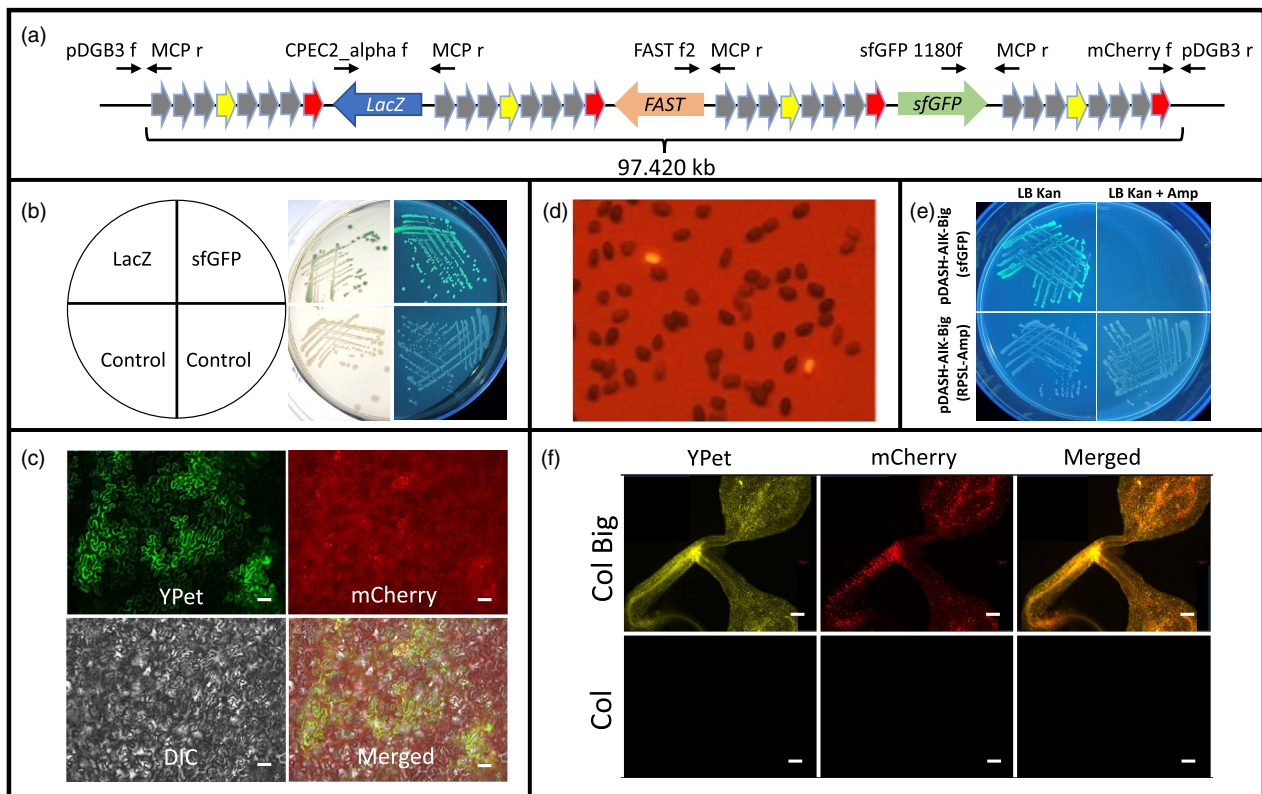 (a)
pDGB3 f
MCP r
CPEC2_alpha f
MCP r
FAST f2
MCP r
sfGFP 1180f
MCP r
mCherry f
pDGB3 r
LacZ
FAST
sfGFP
97.420 kb
(b)
LacZ
sfGFP
Control
Control
(d)
(e)
LB Kan
LB Kan + Amp
pDASH-AIK-Big
(sfGFP)
pDASH-AIK-Big
(RPSL-Amp)
(c)
YPet
mCherry
DIC
Merged
(f)
YPet
mCherry
Merged
Col Big
Col